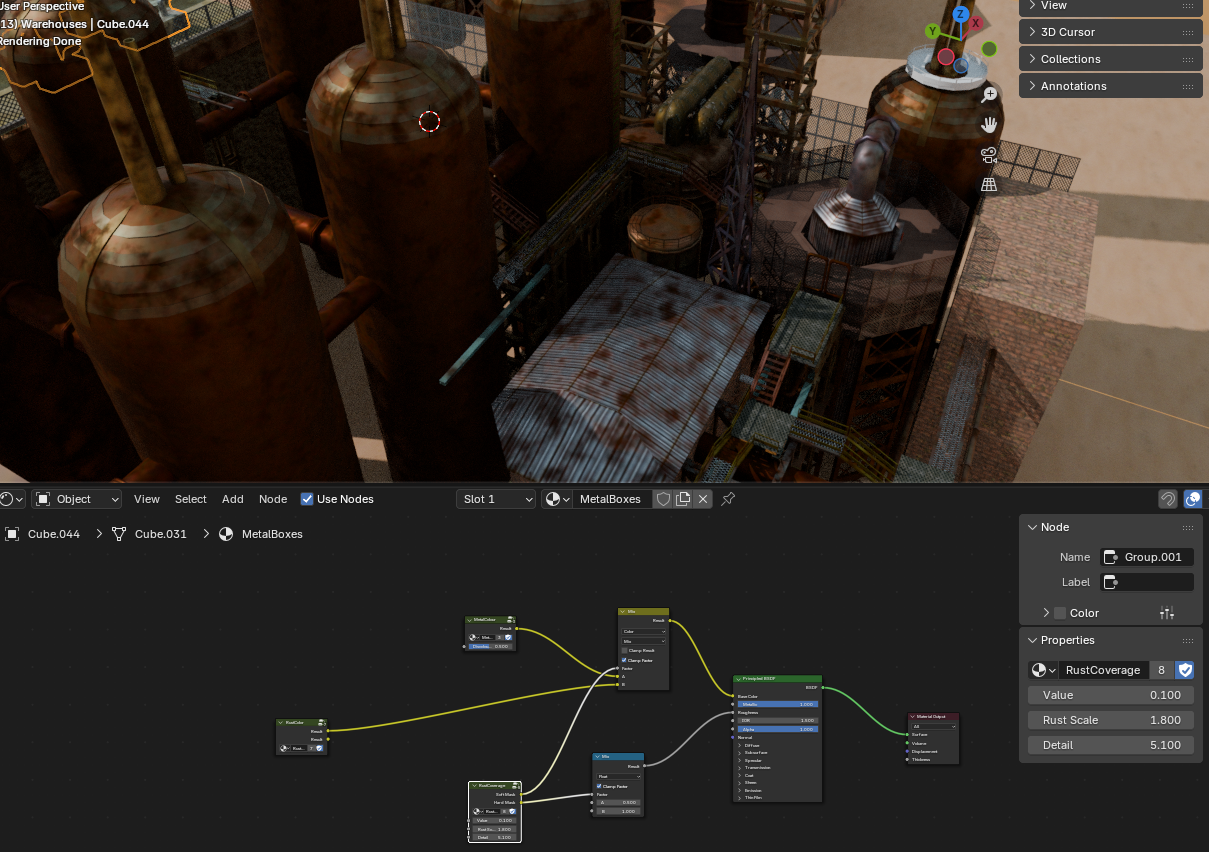 User Perspective
13) Warehouses | Cube.044
Rendering Done
Z
X
Y
View
3D Cursor
Collections
Annotations
Object
View
Select
Add
Node
Use Nodes
Slot 1
MetalBoxes
Cube.044
Cube.031
MetalBoxes
Node
Name
Group.001
Label
Color
Properties
RustCoverage
8
Value
0.100
Rust Scale
1.800
Detail
5.100
Result
Mix
Result
Color
Mix
Clamp Result
Clamp Factor
Factor
A
B
RustColor
Result
Result
RustCoverage
Soft Mask
Hard Mask
Value
0.100
1.800
Detail
5.100
Mix
Result
Float
Clamp Factor
Factor
A
0.500
B
1.000
Principled BSDF
BSDF
Base Color
Metallic
1.000
Roughness
IOR
1.500
Alpha
1.000
Normal
Diffuse
Subsurface
Specular
Transmission
Coat
Sheen
Emission
Thin Film
Material Output
All
Surface
Volume
Displacement
Thickness